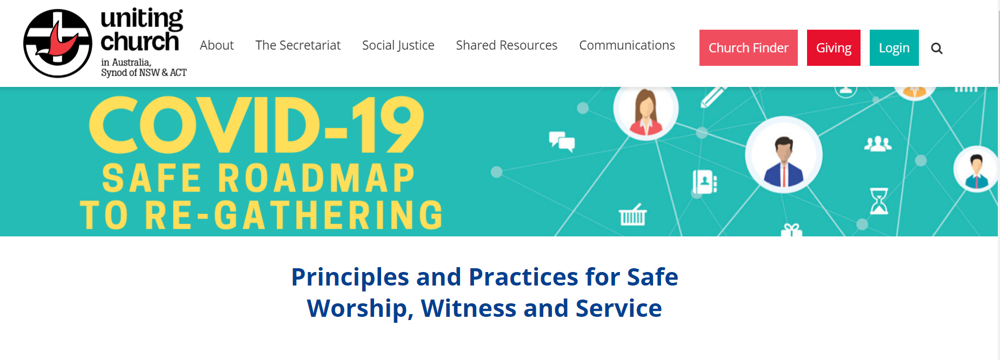 uniting
church
in Australia,
Synod of NSW & ACT
About The Secretariat Social Justice Shared Resources Communications Church Finder Giving Login
COVID-19
SAFE ROADMAP
TO RE-GATHERING
Principles and Practices for Safe
Worship, Witness and Service